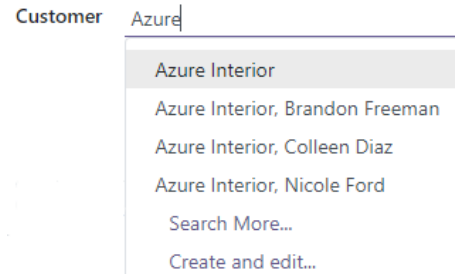 Customer Azure
Azure Interior
Azure Interior, Brandon Freeman
Azure Interior, Colleen Diaz
Azure Interior, Nicole Ford
Search More...
Create and edit...